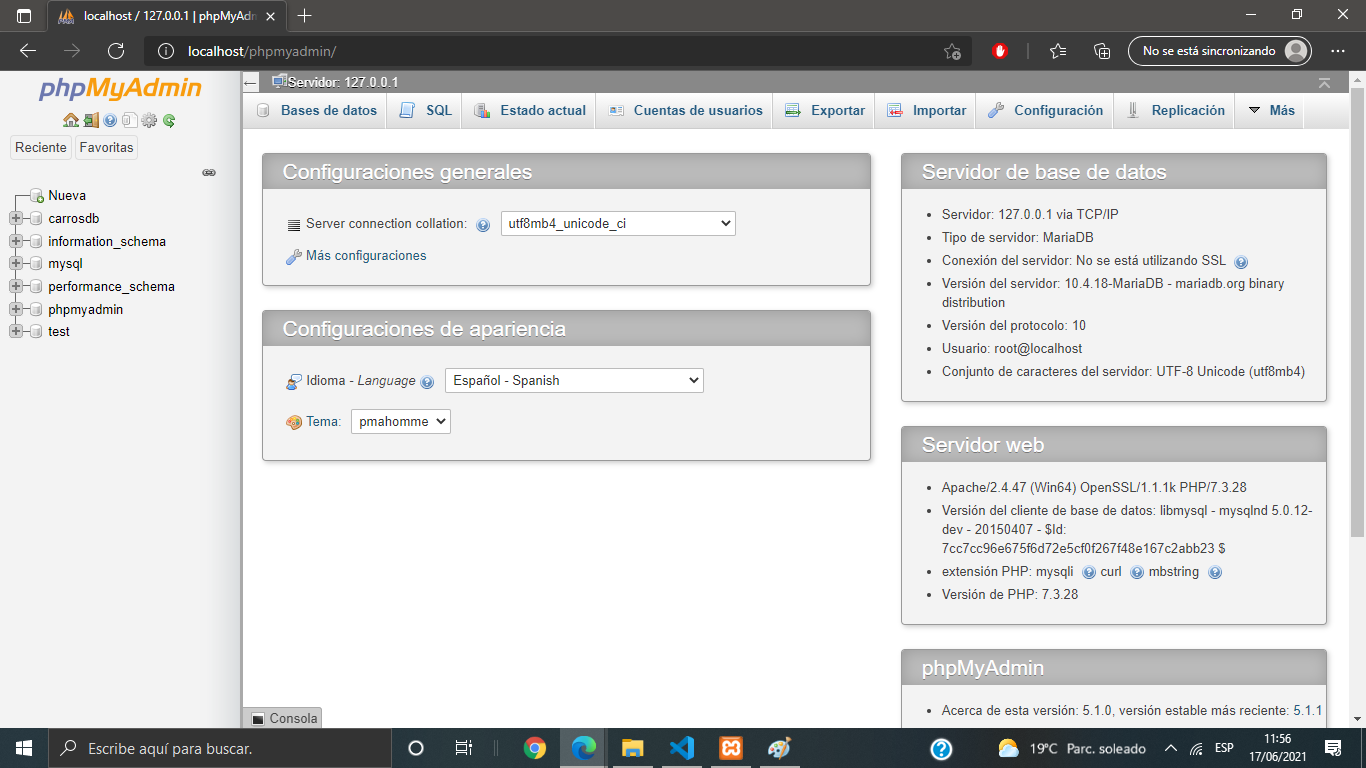 localhost / 127.0.0.1 | phpMyAdm
localhost/phpmyadmin/
No se está sincronizando
phpMyAdmin
Reciente
Favoritas
Nueva
carrosdb
information_schema
mysql
performance_schema
phpmyadmin
test
Servidor: 127.0.0.1
Bases de datos
SQL
Estado actual
Cuentas de usuarios
Exportar
Importar
Configuración
Replicación
Más
Configuraciones generales
Server connection collation:
utf8mb4_unicode_ci
Más configuraciones
Configuraciones de apariencia
Idioma - Language
Español - Spanish
Tema:
pmahomme
Servidor de base de datos
Servidor: 127.0.0.1 via TCP/IP
Tipo de servidor: MariaDB
Conexión del servidor: No se está utilizando SSL
Versión del servidor: 10.4.18-MariaDB - mariadb.org binary
distribution
Versión del protocolo: 10
Usuario: root@localhost
Conjunto de caracteres del servidor: UTF-8 Unicode (utf8mb4)
Servidor web
Apache/2.4.47 (Win64) OpenSSL/1.1.1k PHP/7.3.28
Versión del cliente de base de datos: libmysql - mysqlnd 5.0.12-
dev - 20150407 - $Id:
7cc7cc96e675f6d72e5cf0f267f48e167c2abb23 $
extensión PHP: mysqli curl mbstring
Versión de PHP: 7.3.28
phpMyAdmin
Acerca de esta versión: 5.1.0, versión estable más reciente: 5.1.1
Consola
Escribe aquí para buscar.
19°C Parc. soleado
ESP
11:56
17/06/2021